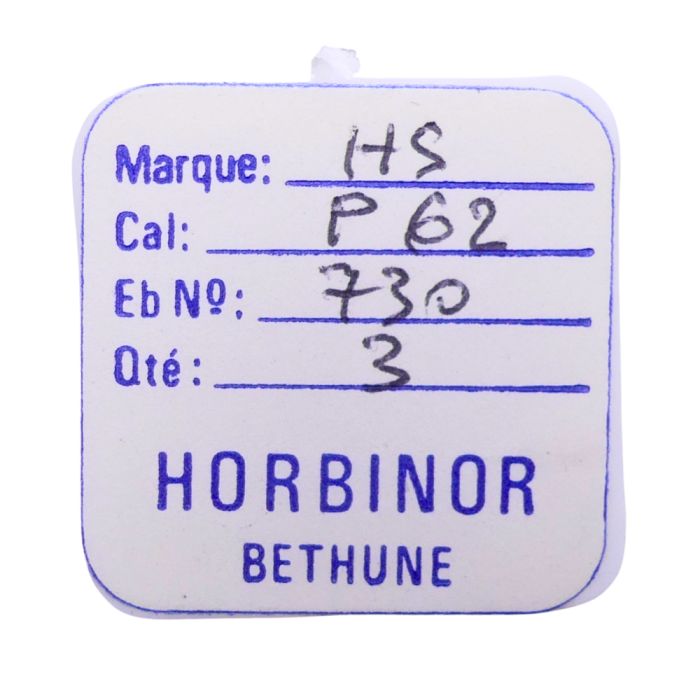 Marque: HS
Cal: P 62
Eb Nº: 730
Qté: 3
HORBINOR
BETHUNE